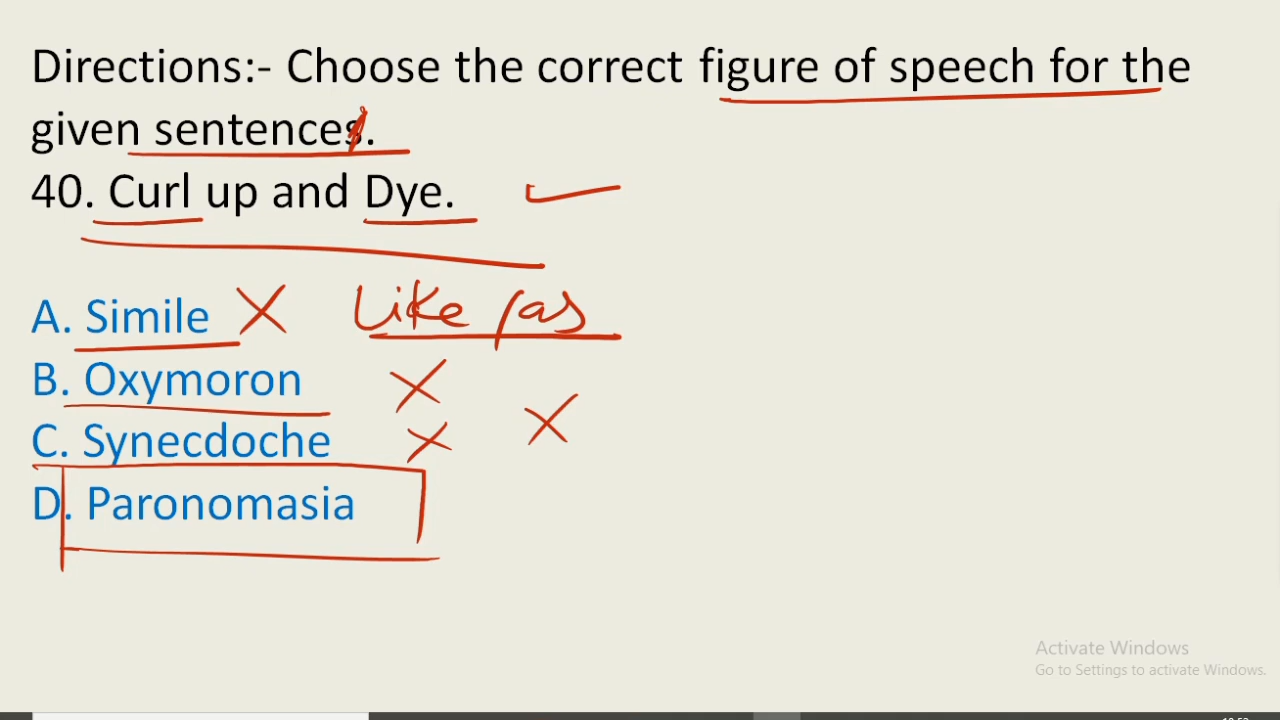 Directions:- Choose the correct figure of speech for the
given sentences.
40. Curl up and Dye.
A. Simile Like /as
B. Oxymoron
C. Synecdoche
D. Paronomasia
Activate Windows
Go to Settings to activate Windows.